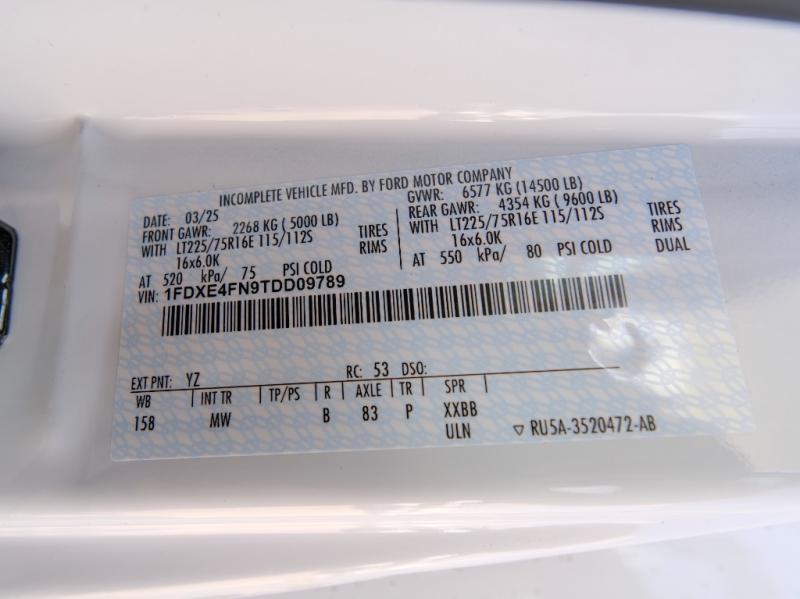 INCOMPLETE VEHICLE MFD. BY FORD MOTOR COMPANY
DATE: 03/25 GVWR: 6577 KG (14500 LB)
FRONT GAWR: 2268 KG ( 5000 LB) REAR GAWR: 4354 KG ( 9600 LB)
WITH LT225/75R16E 115/112S TIRES WITH LT225/75R16E 115/112S TIRES
16x6.0K RIMS 16x6.0K RIMS
AT 520 kPa/ 75 PSI COLD AT 550 kPa/ 80 PSI COLD DUAL
VIN: 1FDXE4FN9TDD09789
EXT PNT: YZ RC: 53 DSO:
WB INT TR TP/PS R AXLE TR SPR
158 MW B 83 P XXBB
ULN ▽ RU5A-3520472-AB